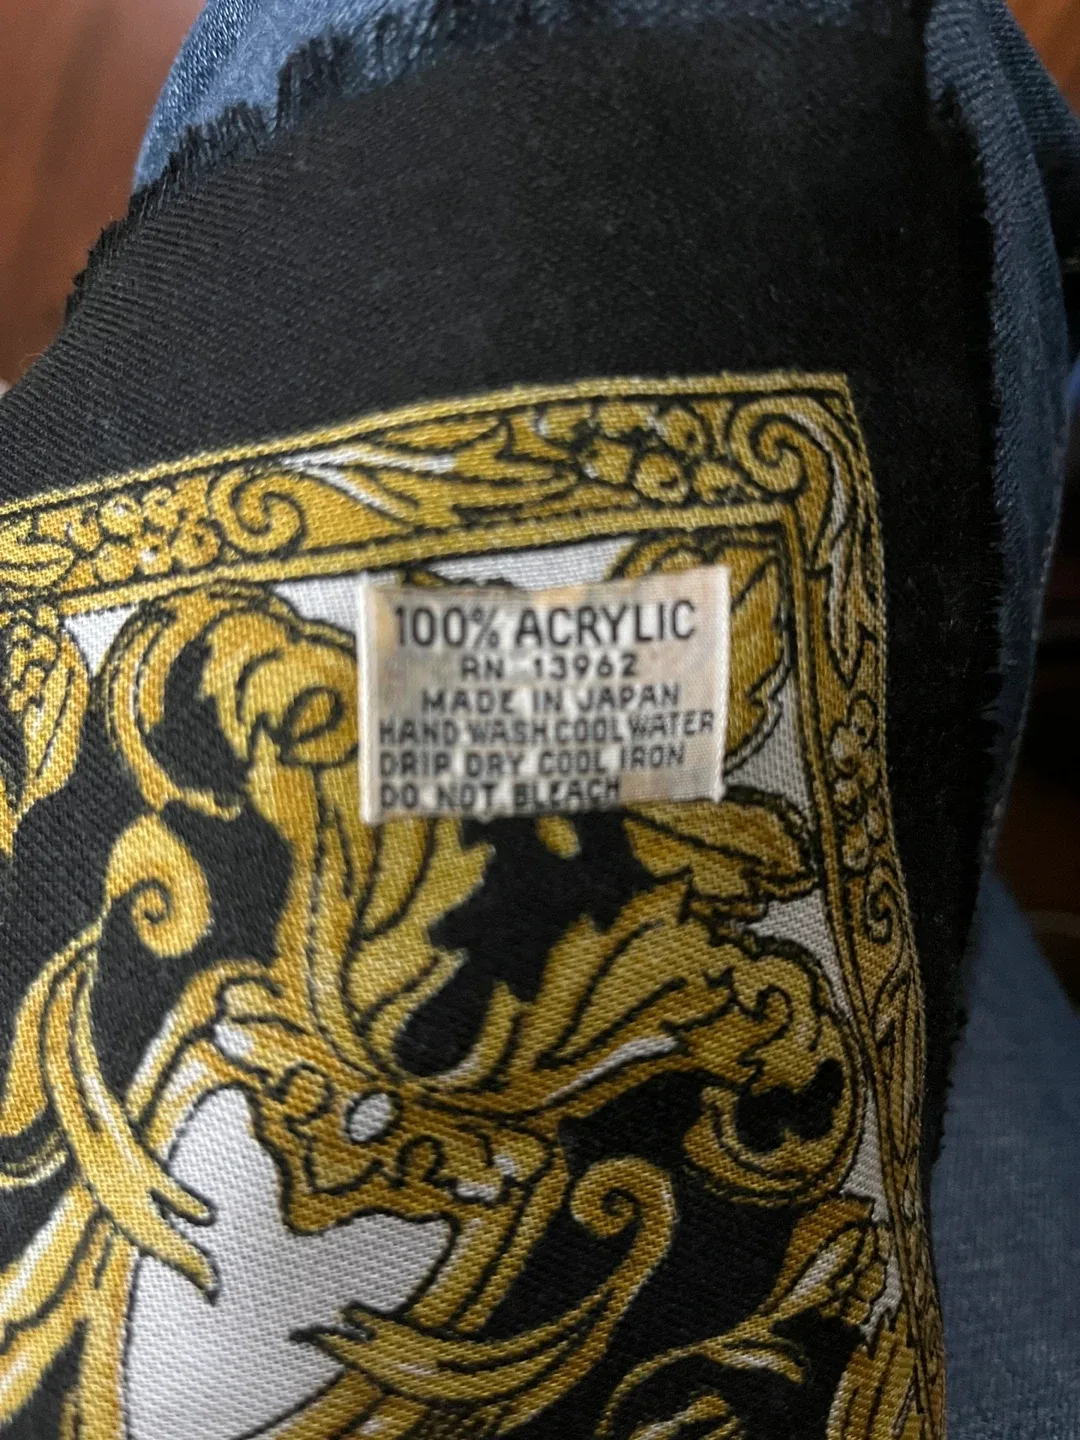 100% ACRYLIC
RN 13962
MADE IN JAPAN
HAND WASH COOL WATER
DRIP DRY COOL IRON
DO NOT BLEACH